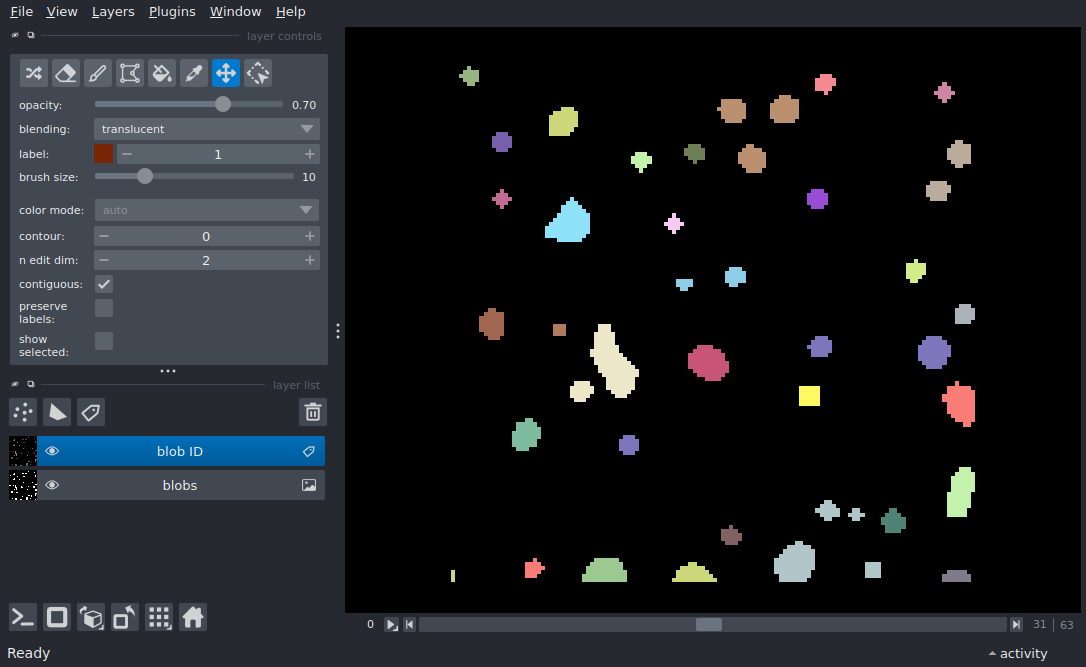 File View Layers Plugins Window Help
layer controls
opacity: 0.70
blending: translucent
label: 1
brush size: 10
color mode: auto
contour: 0
n edit dim: 2
contiguous:
preserve
labels:
show
selected:
layer list
blob ID
blobs
0 31 63
Ready activity